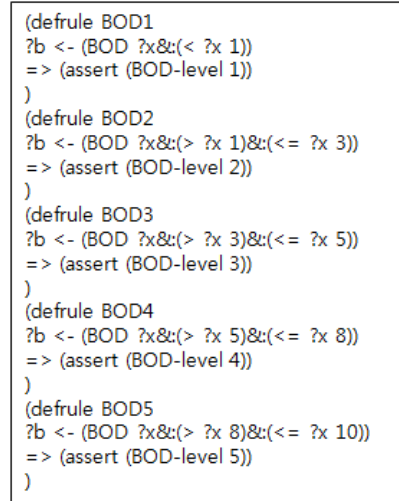 (defrule BOD1
?b <- (BOD ?x&:(< ?x 1))
=> (assert (BOD-level 1))
)
(defrule BOD2
?b <- (BOD ?x&:(> ?x 1)&:(<= ?x 3))
=> (assert (BOD-level 2))
)
(defrule BOD3
?b <- (BOD ?x&:(> ?x 3)&:(<= ?x 5))
=> (assert (BOD-level 3))
)
(defrule BOD4
?b <- (BOD ?x&:(> ?x 5)&:(<= ?x 8))
=> (assert (BOD-level 4))
)
(defrule BOD5
?b <- (BOD ?x&:(> ?x 8)&:(<= ?x 10))
=> (assert (BOD-level 5))
)